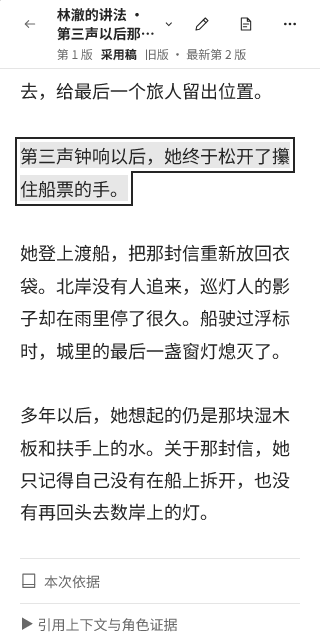 林澈的讲法 •
第三声以后那…
第 1 版 采用稿 旧版 • 最新第 2 版
去，给最后一个旅人留出位置。
第三声钟响以后，她终于松开了攥
住船票的手。
她登上渡船，把那封信重新放回衣
袋。北岸没有人追来，巡灯人的影
子却在雨里停了很久。船驶过浮标
时，城里的最后一盏窗灯熄灭了。
多年以后，她想起的仍是那块湿木
板和扶手上的水。关于那封信，她
只记得自己没有在船上拆开，也没
有再回头去数岸上的灯。
本次依据
引用上下文与角色证据